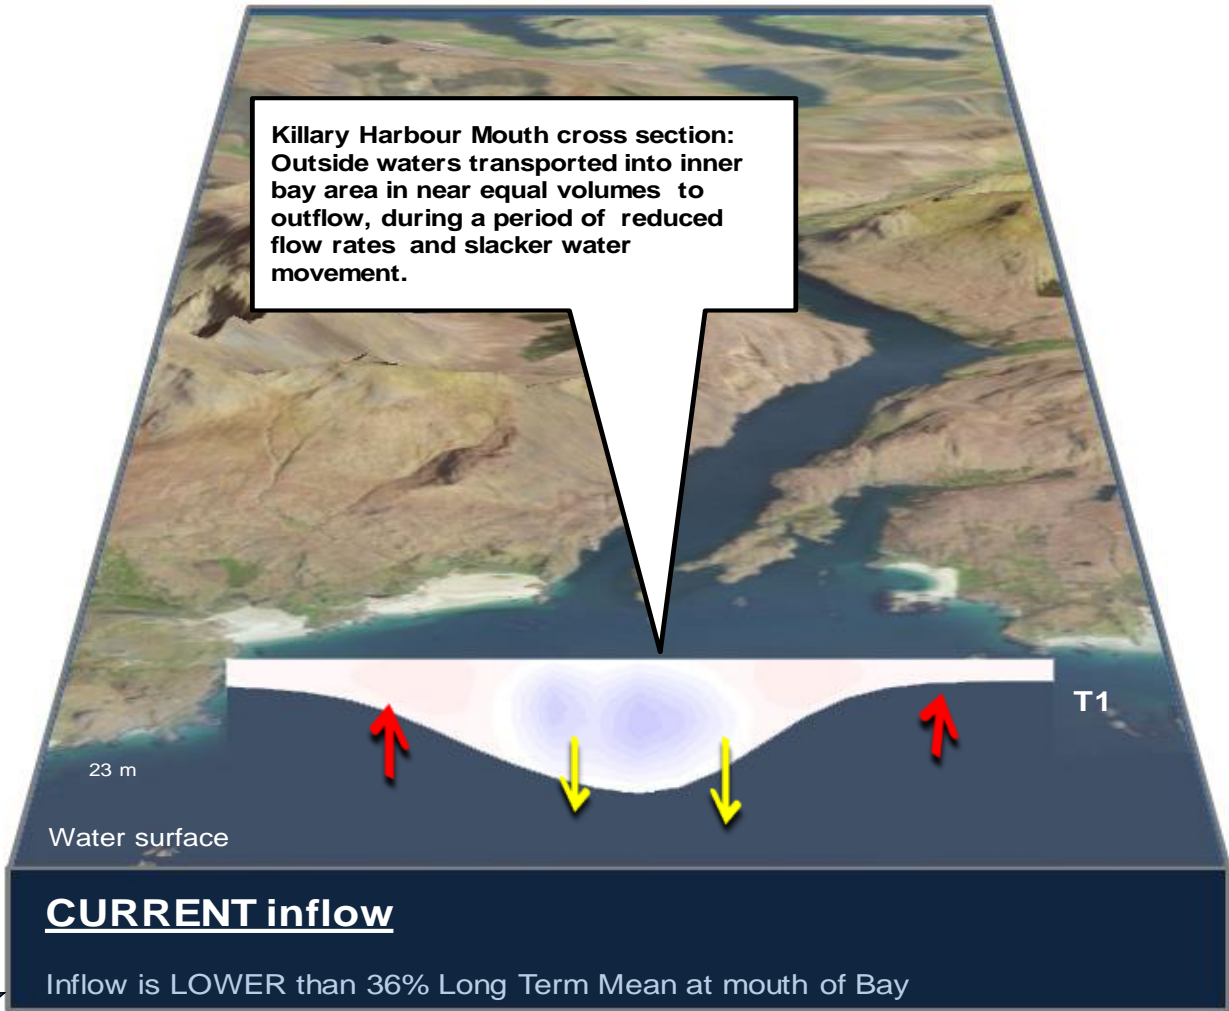 Killary Harbour Mouth cross section:
Outside waters transported into inner
bay area in near equal volumes to
outflow, during a period of reduced
flow rates and slacker water
movement.
T1
23 m
Water surface
CURRENT inflow
Inflow is LOWER than 36% Long Term Mean at mouth of Bay